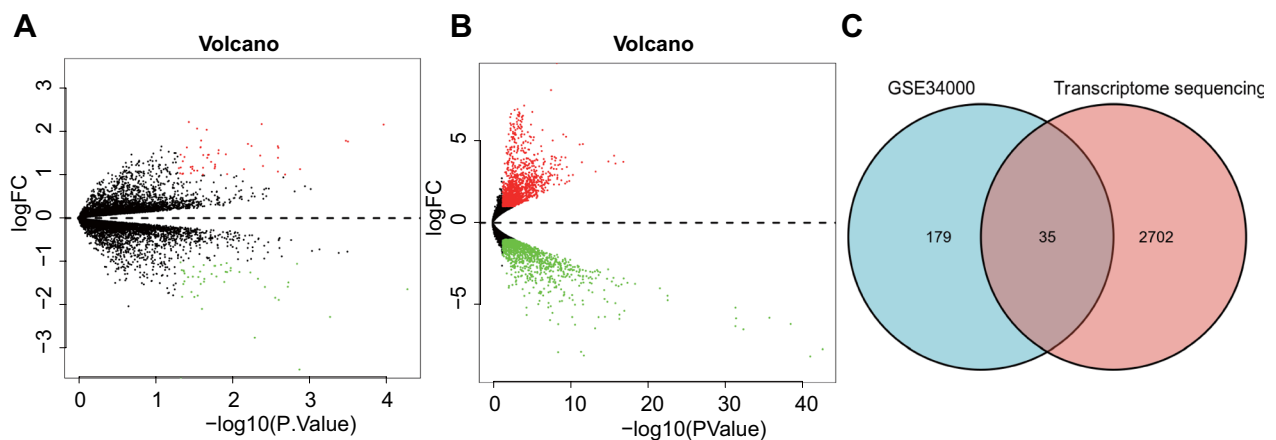 A
Volcano
logFC
3
2
1
0
−1
−2
−3
0
1
2
3
4
−log10(P.Value)
B
Volcano
logFC
5
0
−5
0
10
20
30
40
−log10(PValue)
C
GSE34000
Transcriptome sequencing
179
35
2702